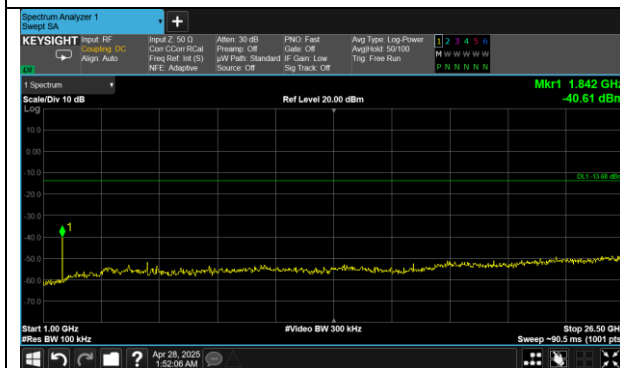 Spectrum Analyzer 1
Swept SA
+
KEYSIGHT Input: RF Input Z: 50 Ω Atten: 30 dB PNO: Fast Avg Type: Log-Power 1 2 3 4 5 6
Coupling: DC Corr CCorr RCal Preamp: Off Gate: Off Avg|Hold: 50/100 M W W W W W
Align: Auto Freq Ref: Int (S) µW Path: Standard IF Gain: Low Trig: Free Run
NFE: Adaptive Source: Off Sig Track: Off P N N N N N
1 Spectrum Mkr1 1.842 GHz
Scale/Div 10 dB Ref Level 20.00 dBm -40.61 dBm
Log
10.0
0.00
-10.0
DL1 -13.61 dBm
-20.0
-30.0
1
-40.0
-50.0
-60.0
-70.0
Start 1.00 GHz #Video BW 300 kHz Stop 26.50 GH
#Res BW 100 kHz Sweep ~90.5 ms (1001 pts
? Apr 28, 2025
1:52:06 AM